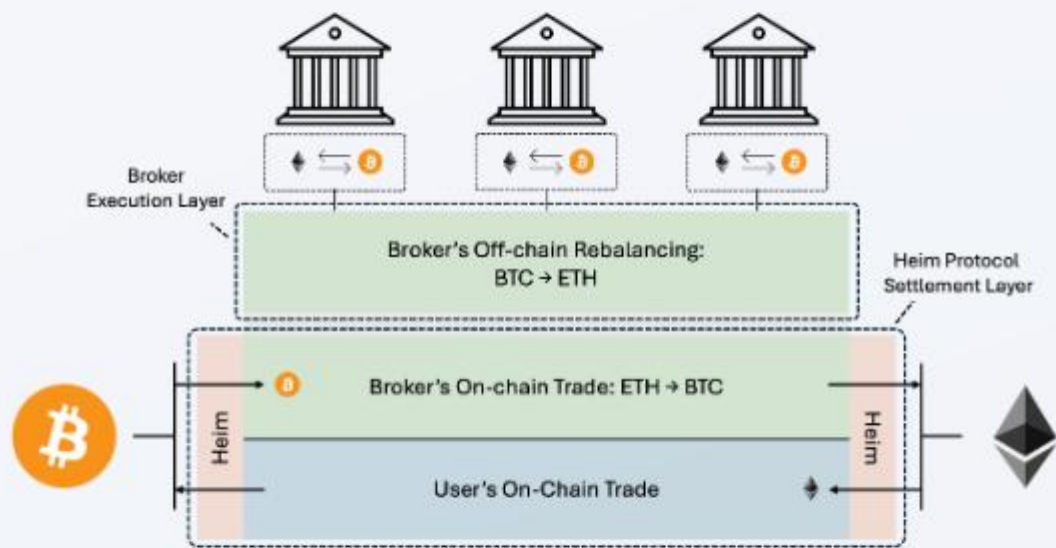 Broker
Execution Layer
Broker's Off-chain Rebalancing:
BTC → ETH
Heim Protocol
Settlement Layer
Heim
Broker's On-chain Trade: ETH → BTC
Heim
User's On-Chain Trade